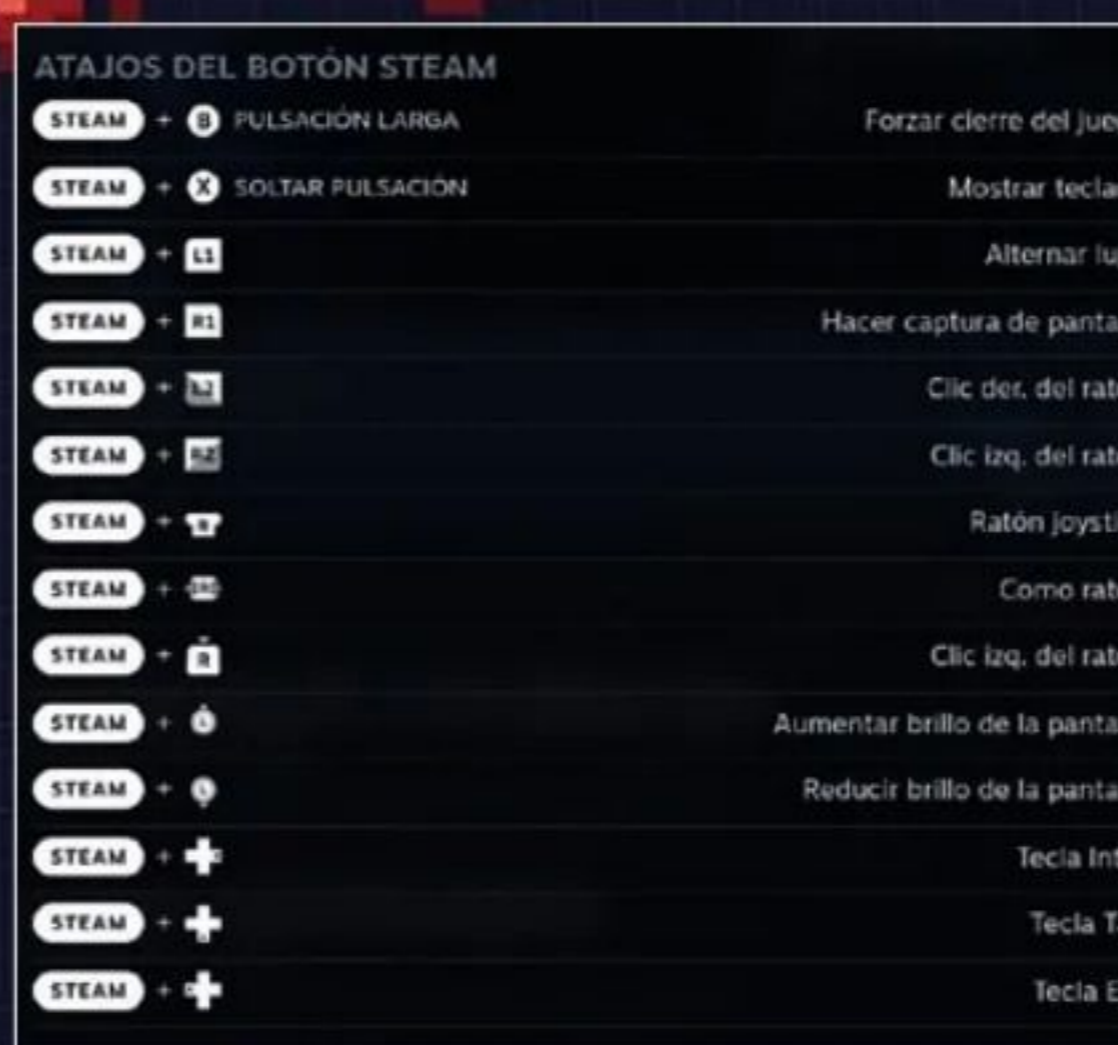 ATAJOS DEL BOTÓN STEAM
STEAM + B PULSACIÓN LARGA Forzar cierre del jueg
STEAM + X SOLTAR PULSACIÓN Mostrar tecla
STEAM + L1 Alternar lu
STEAM + R1 Hacer captura de panta
STEAM + L2 Clic der. del rat
STEAM + R2 Clic izq. del rat
STEAM + R Ratón joysti
STEAM + Como rat
STEAM + R Clic izq. del rat
STEAM + L Aumentar brillo de la panta
STEAM + L Reducir brillo de la panta
STEAM + Tecla Int
STEAM + Tecla T
STEAM + Tecla E